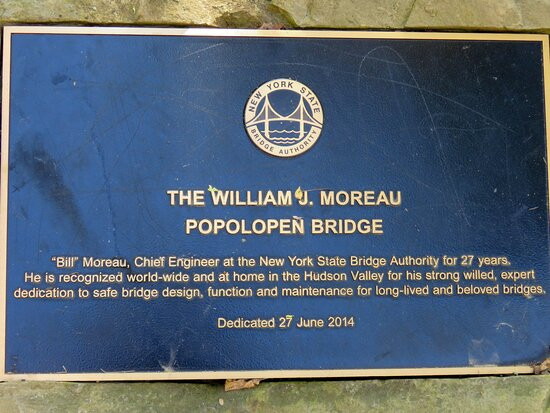 NEW YORK STATE
BRIDGE AUTHORITY
THE WILLIAM J. MOREAU
POPOLOPEN BRIDGE
“Bill” Moreau, Chief Engineer at the New York State Bridge Authority for 27 years.
He is recognized world-wide and at home in the Hudson Valley for his strong willed, expert
dedication to safe bridge design, function and maintenance for long-lived and beloved bridges.
Dedicated 27 June 2014